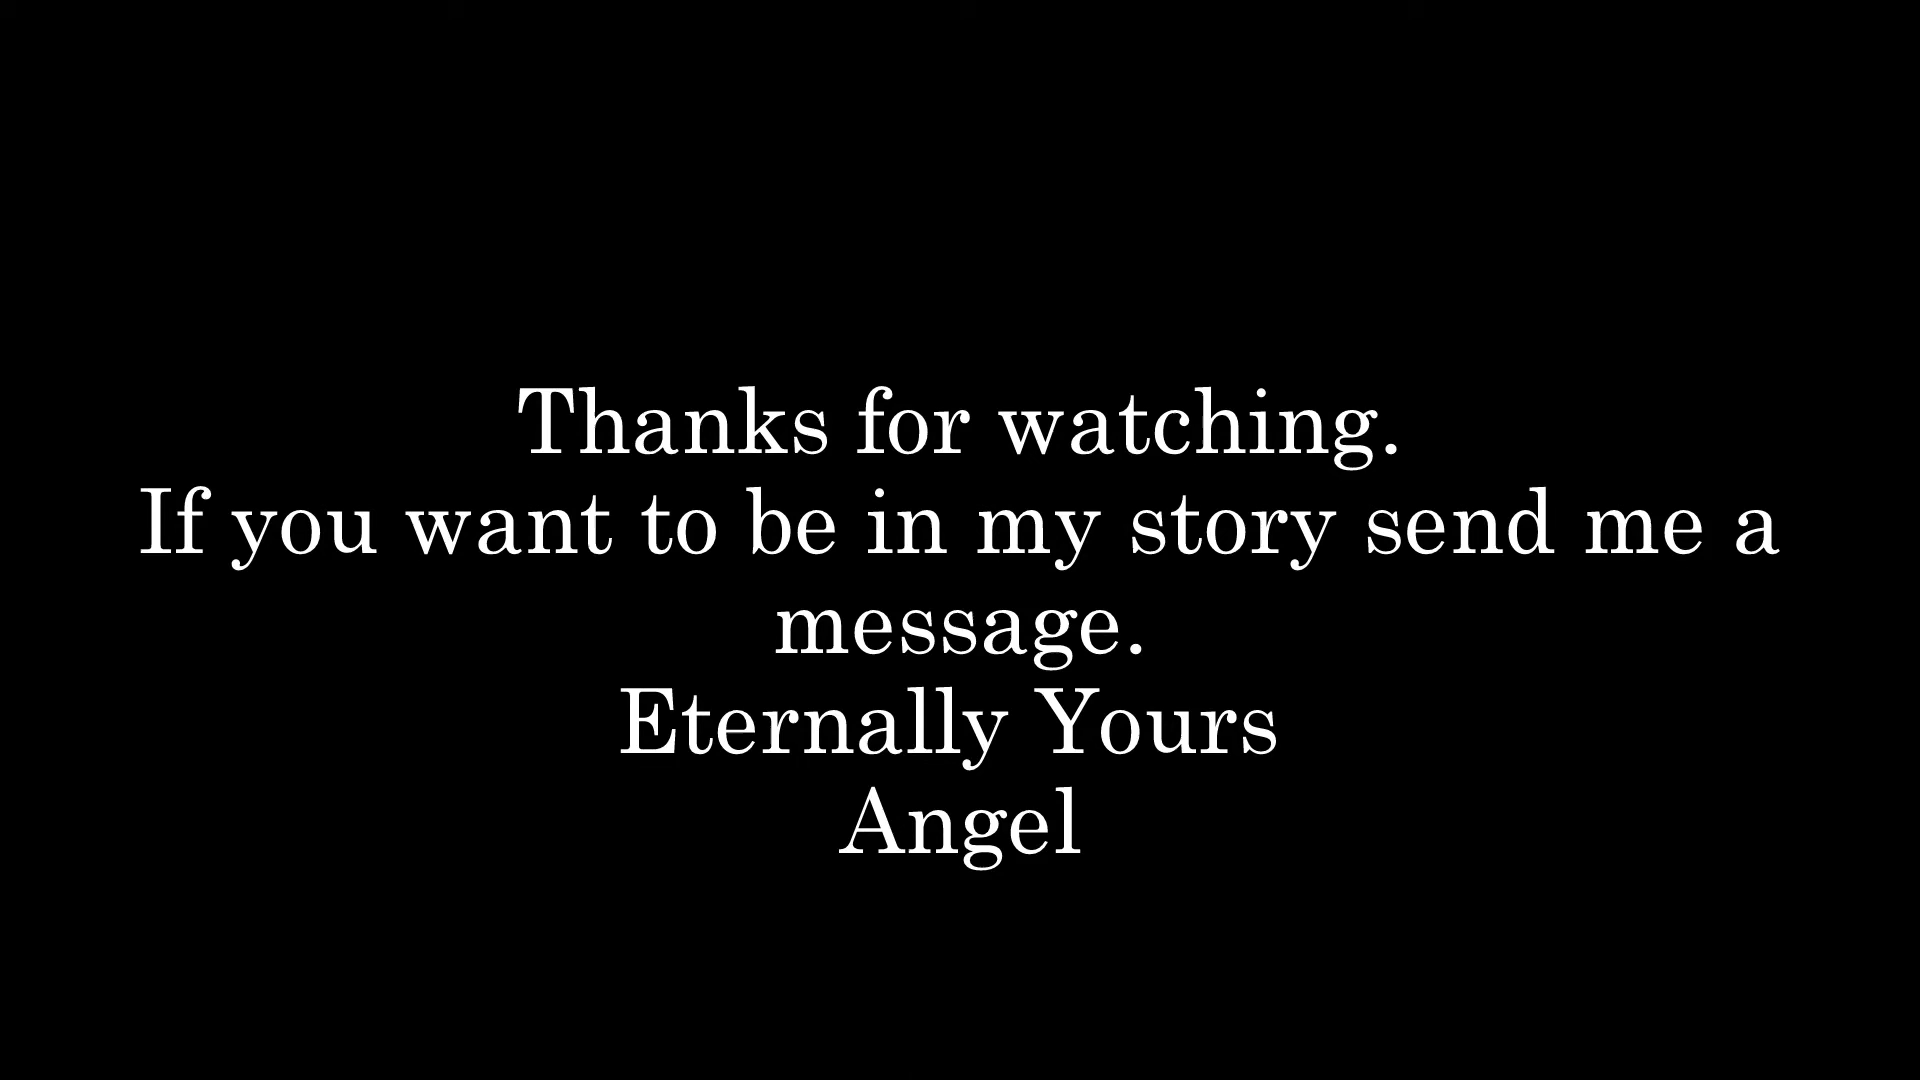 Thanks for watching.
If you want to be in my story send me a
message.
Eternally Yours
Angel